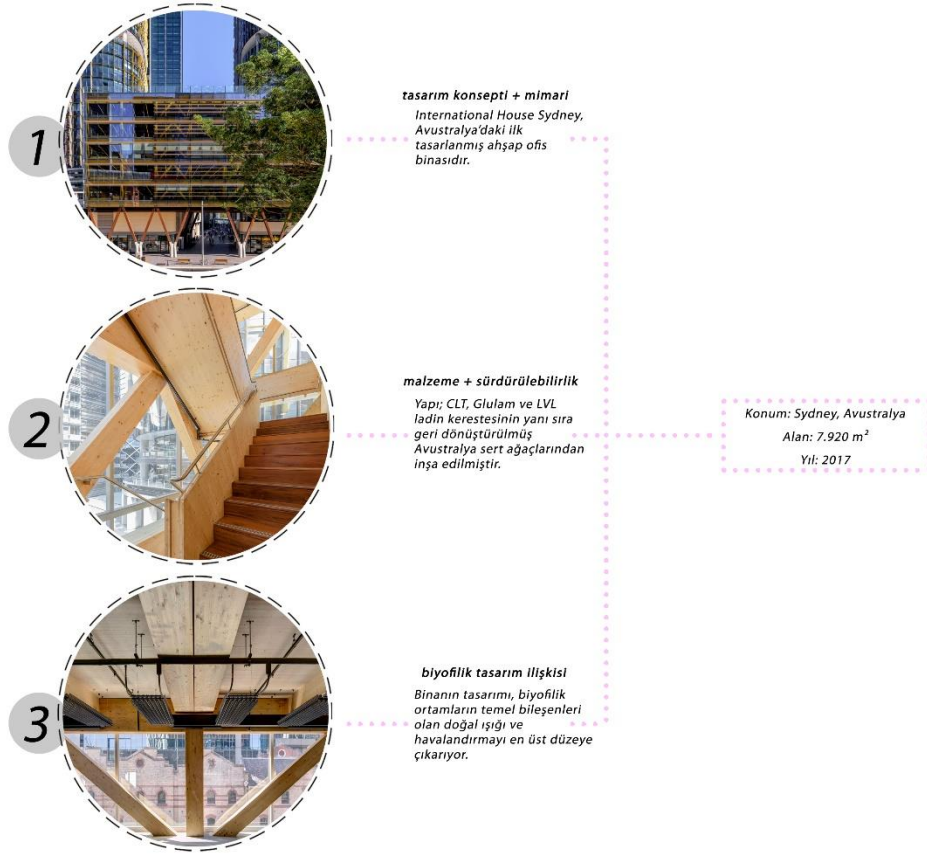 1
tasarım konsepti + mimari
International House Sydney,
Avustralya'daki ilk
tasarlanmış ahşap ofis
binasıdır.
2
malzeme + sürdürülebilirlik
Yapı; CLT, Glulam ve LVL
ladin kerestesinin yanı sıra
geri dönüştürülmüş
Avustralya sert ağaçlarından
inşa edilmiştir.
Konum: Sydney, Avustralya
Alan: 7.920 m²
Yıl: 2017
3
biyofilik tasarım ilişkisi
Binanın tasarımı, biyofilik
ortamların temel bileşenleri
olan doğal ışığı ve
havalandırmayı en üst düzeye
çıkarıyor.